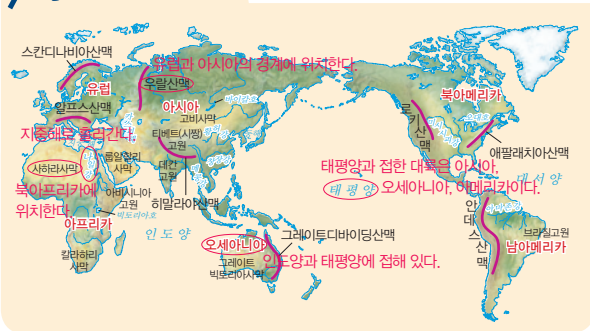 스칸디나비아산맥
유럽과 아시아의 경계에 위치한다.
우랄산맥
유럽
아시아
알프스산맥
바이칼호
고비사막
지중해로 흘러간다.
티베트(시짱)
고원
사하라사막
룹알할리
사막
데칸
고원
북아프리카에
위치한다.
아비시니아
고원
히말라야산맥
빅토리아호
아프리카
인도양
칼라하리
사막
오세아니아
그레이트디바이딩산맥
그레이트
빅토리아사막
인도양과 태평양에 접해 있다.
북아메리카
로키산맥
오대호
애팔래치아산맥
태평양과 접한 대륙은 아시아,
태평양
오세아니아, 아메리카이다.
대서양
안데스산맥
브라질고원
남아메리카